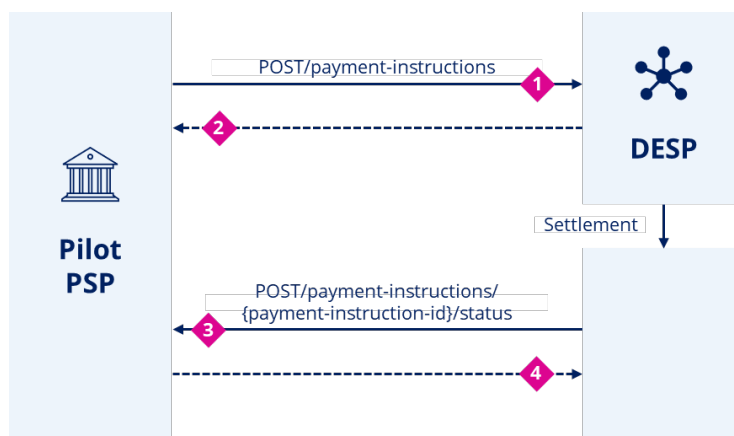 POST/payment-instructions
1
2
DESP
Pilot
PSP
Settlement
POST/payment-instructions/
{payment-instruction-id}/status
3
4